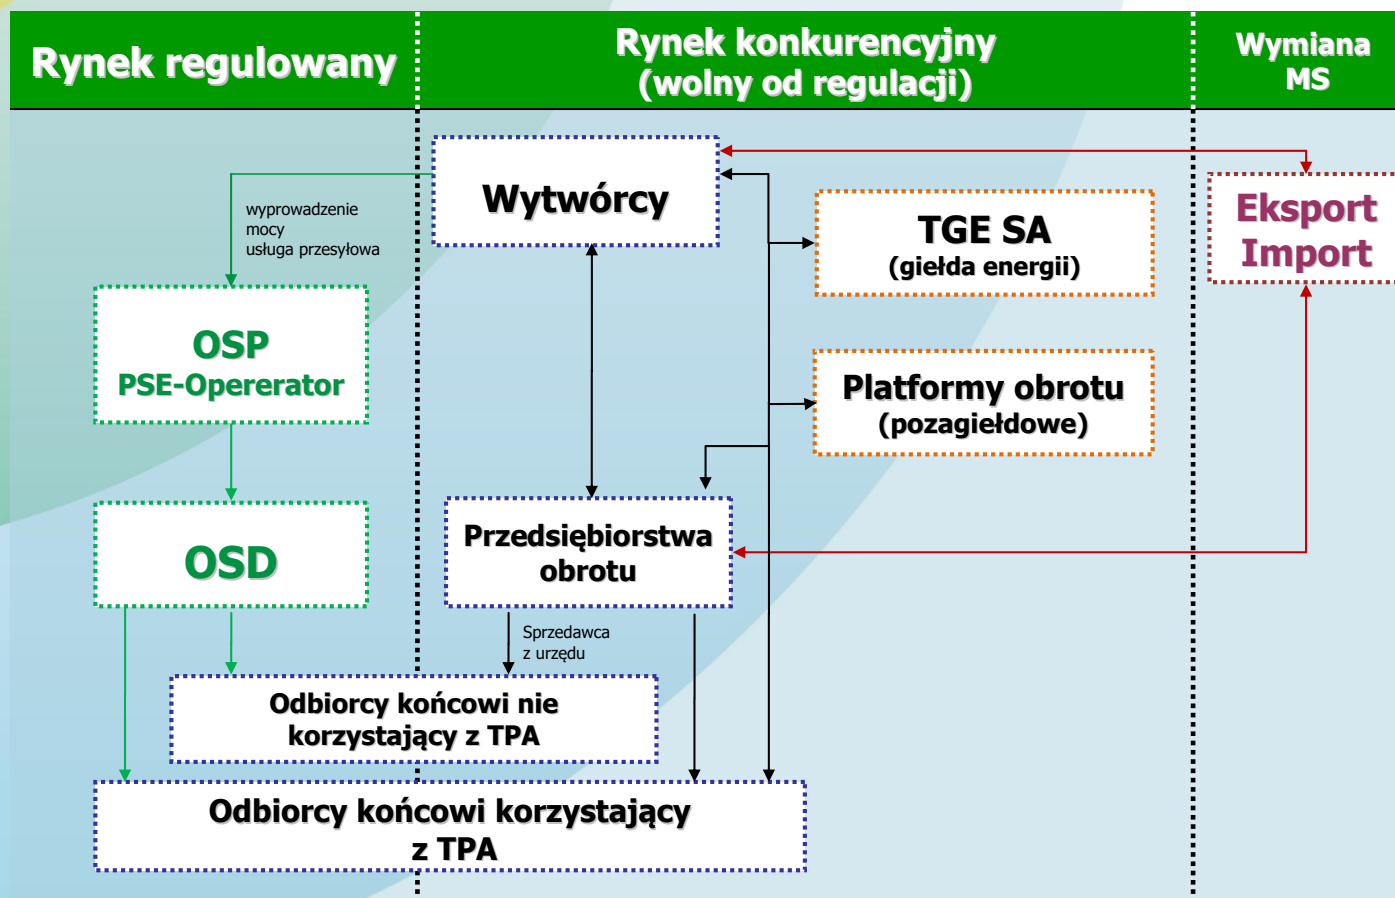 Rynek regulowany
Rynek konkurencyjny
(wolny od regulacji)
Wymiana
MS
Wytwórcy
wyprowadzenie
mocy
usługa przesyłowa
TGE SA
(giełda energii)
Eksport
Import
OSP
PSE-Opererator
Platformy obrotu
(pozagiełdowe)
OSD
Przedsiębiorstwa
obrotu
Sprzedawca
z urzędu
Odbiorcy końcowi nie
korzystający z TPA
Odbiorcy końcowi korzystający
z TPA